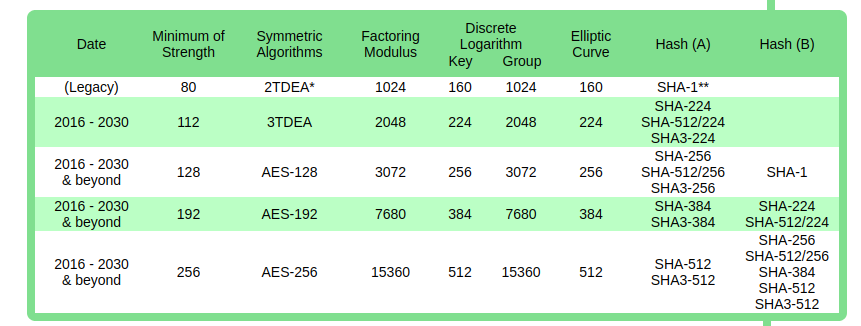 Date Minimum of Strength Symmetric Algorithms Factoring Modulus Discrete Logarithm Key Group Elliptic Curve Hash (A) Hash (B)
(Legacy) 80 2TDEA* 1024 160 1024 160 SHA-1**
2016 - 2030 112 3TDEA 2048 224 2048 224 SHA-224 SHA-512/224 SHA3-224
2016 - 2030 & beyond 128 AES-128 3072 256 3072 256 SHA-256 SHA-512/256 SHA3-256 SHA-1
2016 - 2030 & beyond 192 AES-192 7680 384 7680 384 SHA-384 SHA3-384 SHA-224 SHA-512/224
2016 - 2030 & beyond 256 AES-256 15360 512 15360 512 SHA-512 SHA3-512 SHA-256 SHA-512/256 SHA-384 SHA-512 SHA3-512